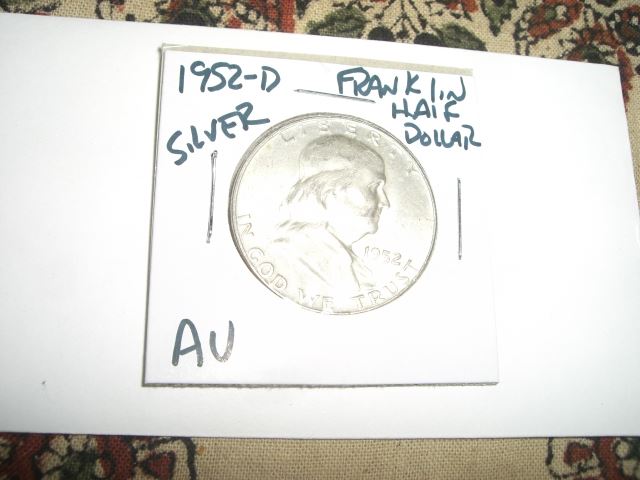 1952-D — FRANKLIN
HALF
SILVER DOLLAR
LIBERTY
1952
IN GOD WE TRUST
AU